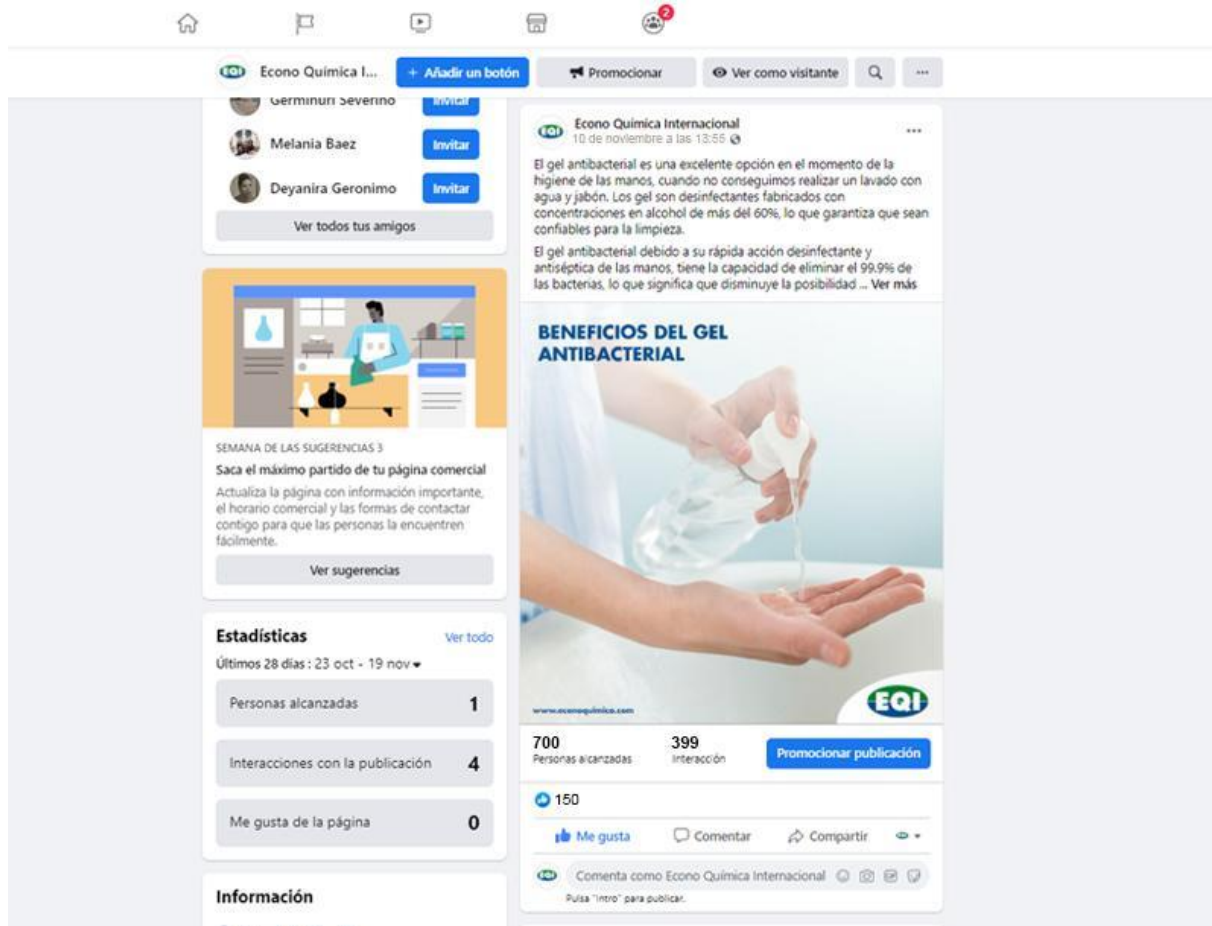 2
EQI
Econo Química I...
+ Añadir un botón
Promocionar
Ver como visitante
...
Germinuri Severino
Invitar
Melania Baez
Invitar
Deyanira Geronimo
Invitar
Ver todos tus amigos
SEMANA DE LAS SUGERENCIAS 3
Saca el máximo partido de tu página comercial
Actualiza la página con información importante,
el horario comercial y las formas de contactar
contigo para que las personas la encuentren
fácilmente.
Ver sugerencias
Estadísticas
Ver todo
Últimos 28 días : 23 oct - 19 nov
Personas alcanzadas
1
Interacciones con la publicación
4
Me gusta de la página
0
Información
EQI
Econo Química Internacional
10 de noviembre a las 13:55
...
El gel antibacterial es una excelente opción en el momento de la
higiene de las manos, cuando no conseguimos realizar un lavado con
agua y jabón. Los gel son desinfectantes fabricados con
concentraciones en alcohol de más del 60%, lo que garantiza que sean
confiables para la limpieza.
El gel antibacterial debido a su rápida acción desinfectante y
antiséptica de las manos, tiene la capacidad de eliminar el 99.9% de
las bacterias, lo que significa que disminuye la posibilidad ... Ver más
BENEFICIOS DEL GEL
ANTIBACTERIAL
www.econoquimica.com
EQI
700
Personas alcanzadas
399
Interacción
Promocionar publicación
150
Me gusta
Comentar
Compartir
Comenta como Econo Química Internacional
Pulsa "Intro" para publicar.